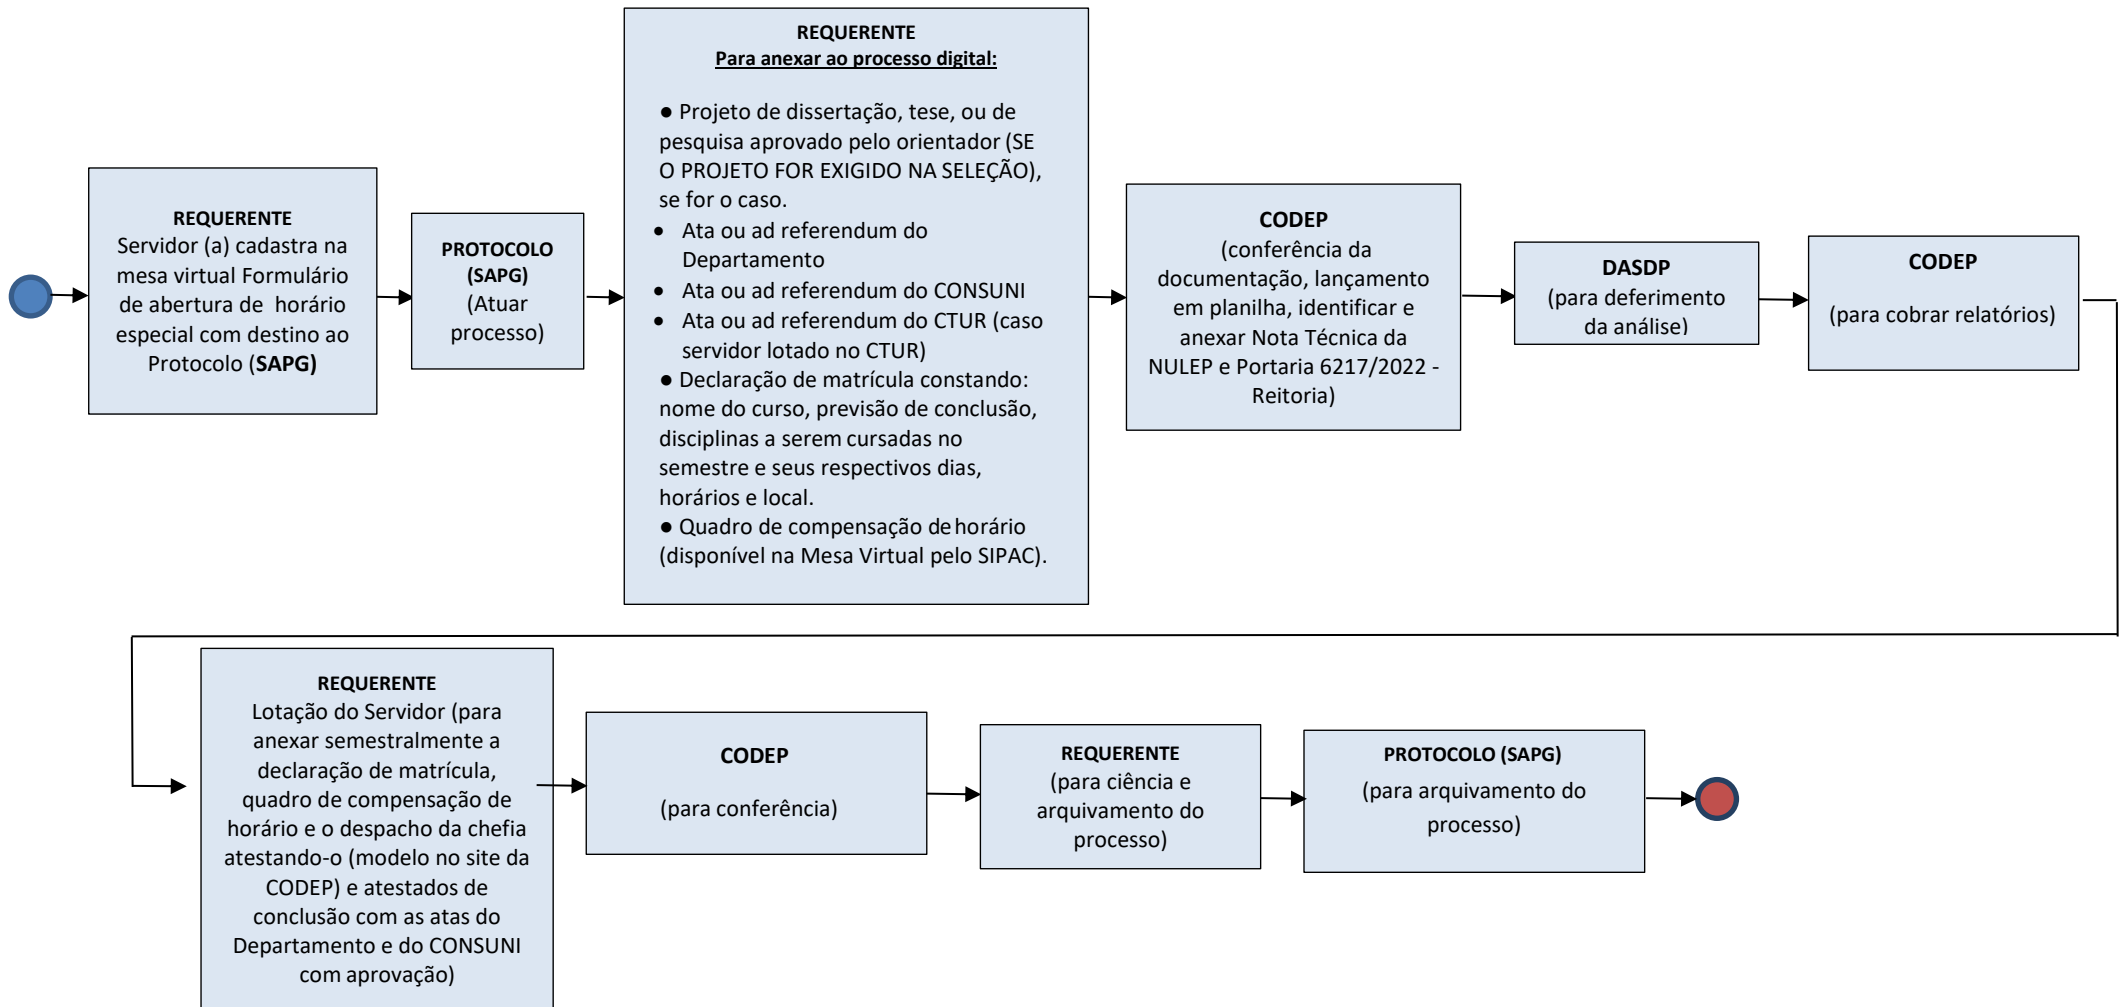 REQUERENTE
Servidor (a) cadastra na
mesa virtual Formulário
de abertura de horário
especial com destino ao
Protocolo (SAPG)
PROTOCOLO
(SAPG)
(Atuar
processo)
REQUERENTE
Para anexar ao processo digital:
● Projeto de dissertação, tese, ou de
pesquisa aprovado pelo orientador (SE
O PROJETO FOR EXIGIDO NA SELEÇÃO),
se for o caso.
• Ata ou ad referendum do
Departamento
• Ata ou ad referendum do CONSUNI
• Ata ou ad referendum do CTUR (caso
servidor lotado no CTUR)
● Declaração de matrícula constando:
nome do curso, previsão de conclusão,
disciplinas a serem cursadas no
semestre e seus respectivos dias,
horários e local.
● Quadro de compensação de horário
(disponível na Mesa Virtual pelo SIPAC).
CODEP
(conferência da
documentação, lançamento
em planilha, identificar e
anexar Nota Técnica da
NULEP e Portaria 6217/2022 -
Reitoria)
DASDP
(para deferimento
da análise)
CODEP
(para cobrar relatórios)
REQUERENTE
Lotação do Servidor (para
anexar semestralmente a
declaração de matrícula,
quadro de compensação de
horário e o despacho da chefia
atestando-o (modelo no site da
CODEP) e atestados de
conclusão com as atas do
Departamento e do CONSUNI
com aprovação)
CODEP
(para conferência)
REQUERENTE
(para ciência e
arquivamento do
processo)
PROTOCOLO (SAPG)
(para arquivamento do
processo)